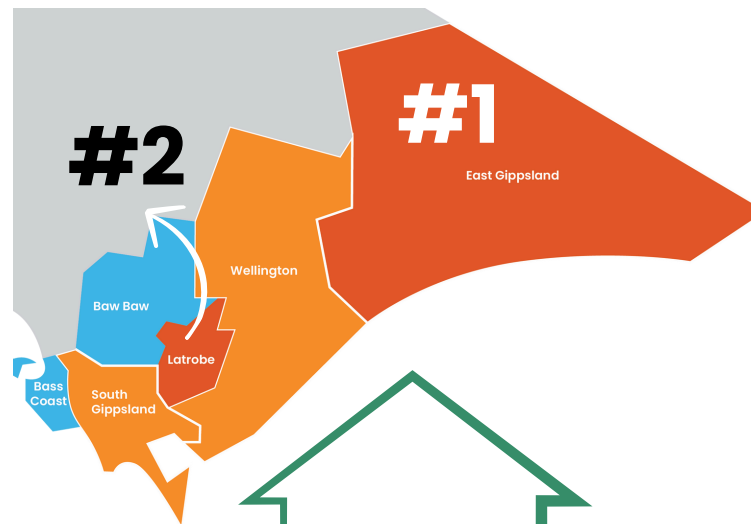 #1
East Gippsland
#2
Wellington
Baw Baw
Latrobe
Bass
Coast
South
Gippsland